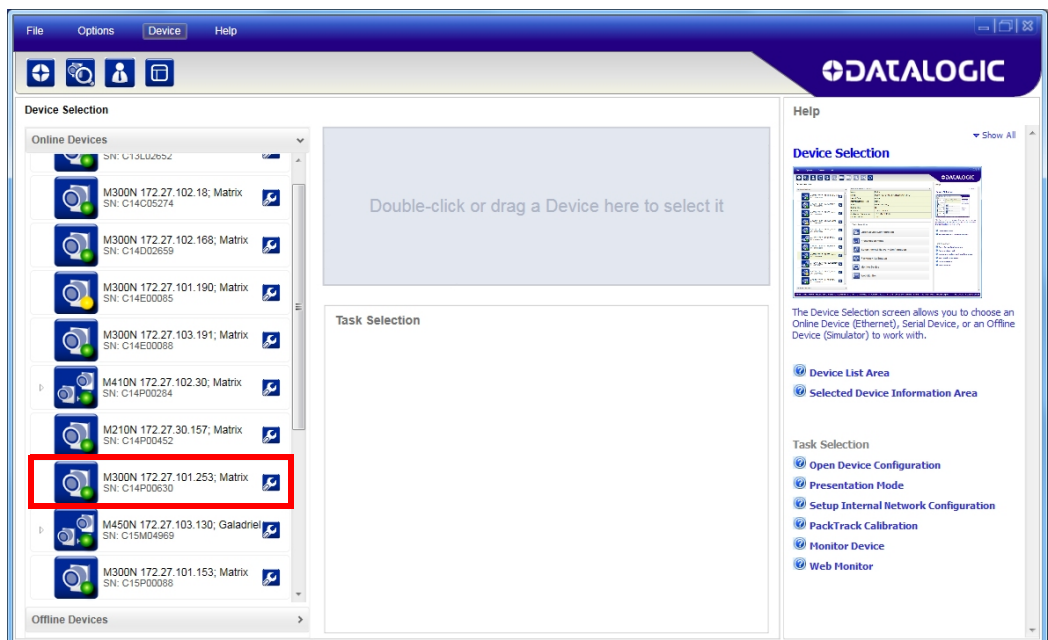 File Options Device Help
DATALOGIC
Device Selection
Online Devices
SN: C13L02652
M300N 172.27.102.18; Matrix
SN: C14C05274
M300N 172.27.102.168; Matrix
SN: C14D02659
M300N 172.27.101.190; Matrix
SN: C14E00085
M300N 172.27.103.191; Matrix
SN: C14E00088
M410N 172.27.102.30; Matrix
SN: C14P00284
M210N 172.27.30.157; Matrix
SN: C14P00452
M300N 172.27.101.253; Matrix
SN: C14P00630
M450N 172.27.103.130; Galadriel
SN: C15M04969
M300N 172.27.101.153; Matrix
SN: C15P00088
Offline Devices
Double-click or drag a Device here to select it
Task Selection
Help
Show All
Device Selection
The Device Selection screen allows you to choose an
Online Device (Ethernet), Serial Device, or an Offline
Device (Simulator) to work with.
Device List Area
Selected Device Information Area
Task Selection
Open Device Configuration
Presentation Mode
Setup Internal Network Configuration
PackTrack Calibration
Monitor Device
Web Monitor